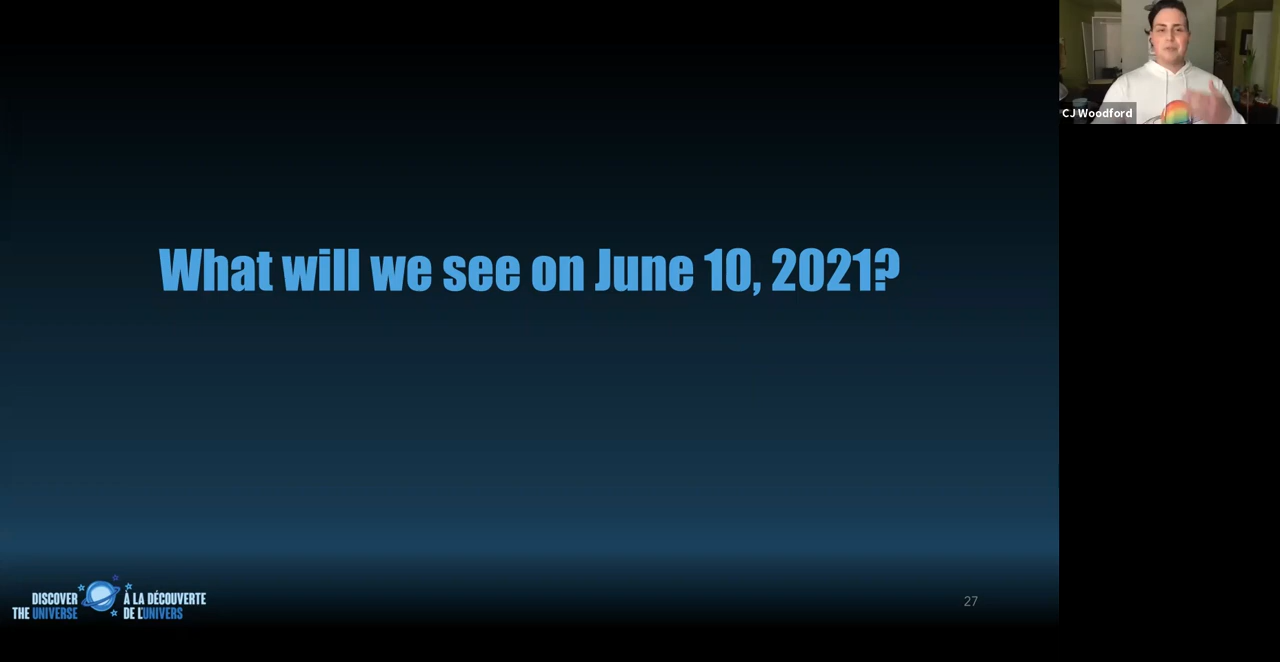 CJ Woodford
What will we see on June 10, 2021?
DISCOVER
THE UNIVERSE
À LA DÉCOUVERTE
DE L'UNIVERS
27